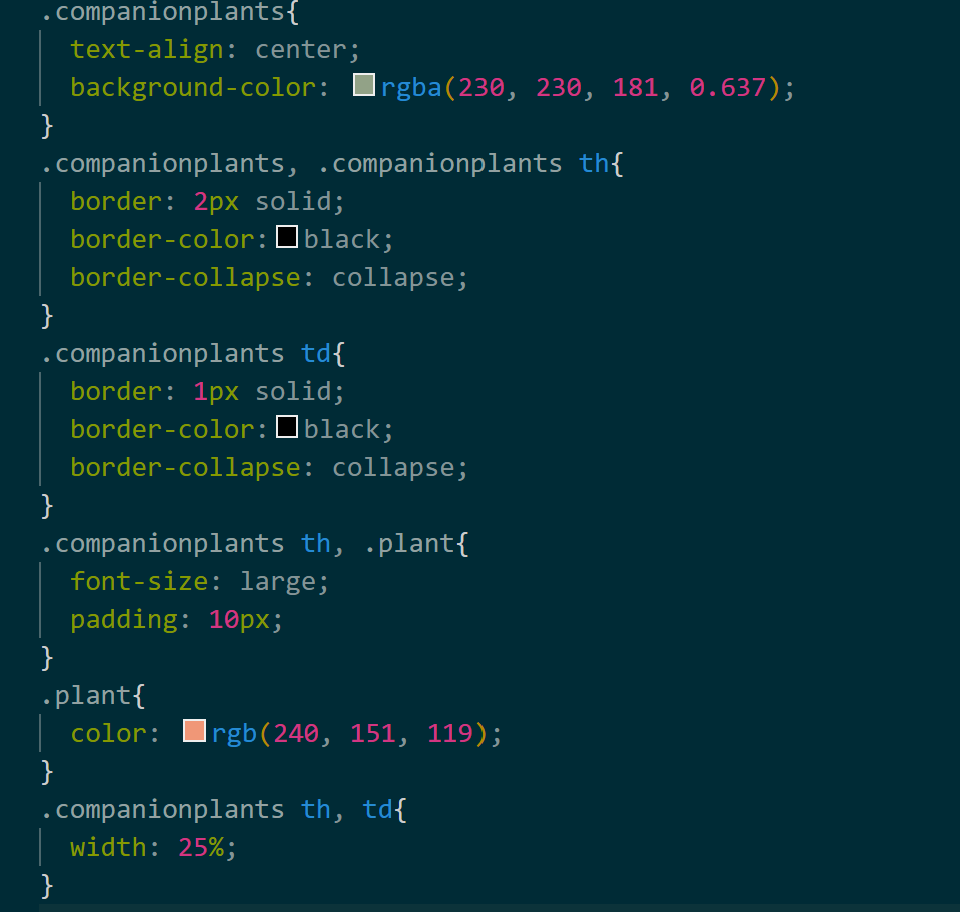 .companionplants{
  text-align: center;
  background-color: rgba(230, 230, 181, 0.637);
}
.companionplants, .companionplants th{
  border: 2px solid;
  border-color:black;
  border-collapse: collapse;
}
.companionplants td{
  border: 1px solid;
  border-color:black;
  border-collapse: collapse;
}
.companionplants th, .plant{
  font-size: large;
  padding: 10px;
}
.plant{
  color: rgb(240, 151, 119);
}
.companionplants th, td{
  width: 25%;
}